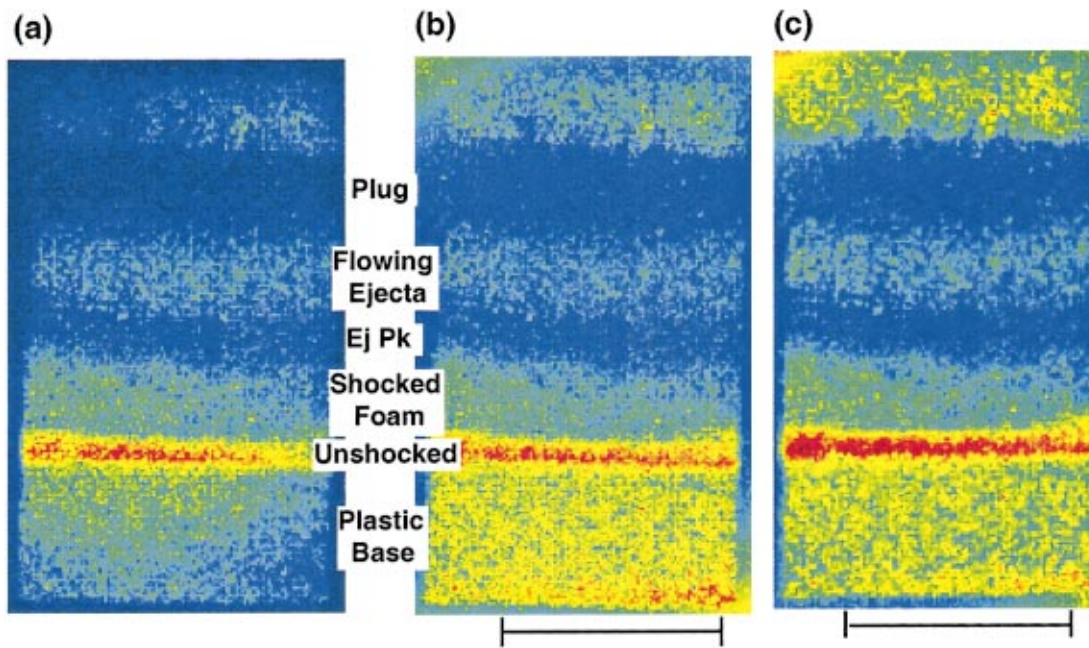 (a)
(b)
(c)
Plug
Flowing
Ejecta
Ej Pk
Shocked
Foam
Unshocked
Plastic
Base